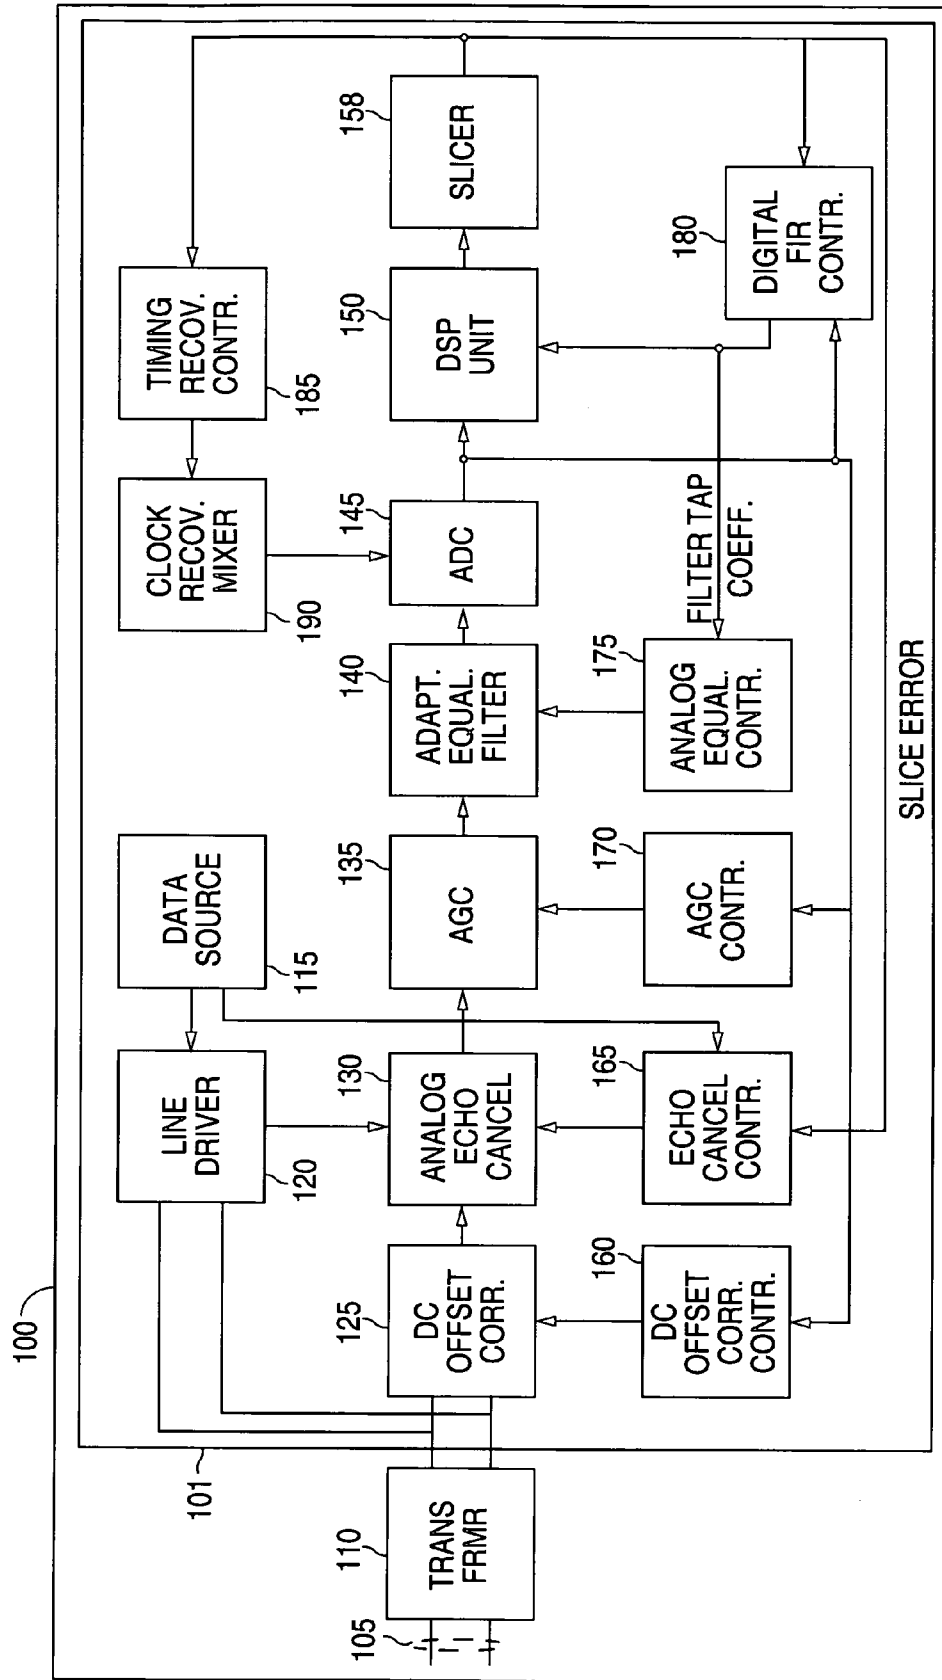 100
101
105
TRANS
FRMR
110
LINE
DRIVER
120
DATA
SOURCE
115
CLOCK
RECOV.
MIXER
190
TIMING
RECOV.
CONTR.
185
DC
OFFSET
CORR.
125
ANALOG
ECHO
CANCEL
130
AGC
135
ADAPT.
EQUAL.
FILTER
140
ADC
145
DSP
UNIT
150
SLICER
158
DC
OFFSET
CORR.
CONTR.
160
ECHO
CANCEL
CONTR.
165
AGC
CONTR.
170
ANALOG
EQUAL.
CONTR.
175
FILTER TAP
COEFF.
DIGITAL
FIR
CONTR.
180
SLICE ERROR